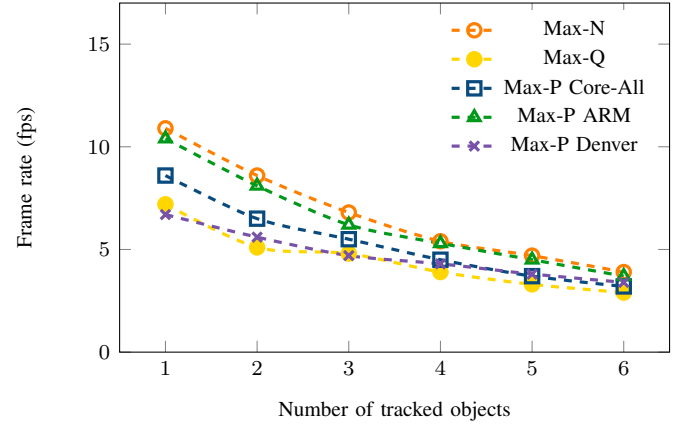 15
10
5
0
Frame rate (fps)
Max-N
Max-Q
Max-P Core-All
Max-P ARM
Max-P Denver
1 2 3 4 5 6
Number of tracked objects